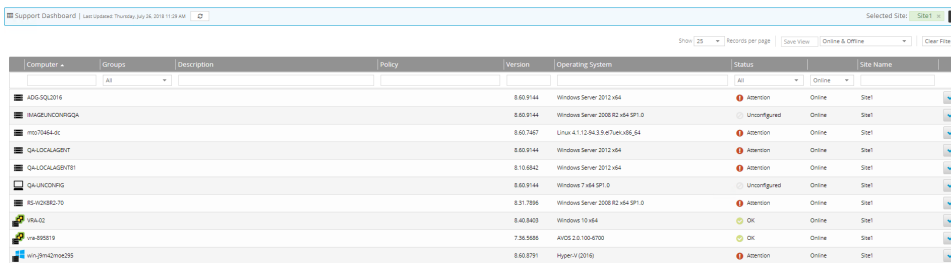 Support Dashboard | Last Updated: Thursday, July 26, 2018 11:29 AM Selected Site: Site1 ×
Show 25 Records per page Save View Online & Offline Clear Filte
Computer Groups Description Policy Version Operating System Status Site Name
All All Online
ADG-SQL2016 8.60.9144 Windows Server 2012 x64 Attention Online Site1
IMAGEUNCONFIGQA 8.60.9144 Windows Server 2008 R2 x64 SP1.0 Unconfigured Online Site1
mto70464-dc 8.60.7467 Linux 4.1.12-94.3.9.el7uek.x86_64 Attention Online Site1
QA-LOCALAGENT 8.60.9144 Windows Server 2012 x64 Attention Online Site1
QA-LOCALAGENT81 8.10.6842 Windows Server 2012 x64 Attention Online Site1
QA-UNCONFIG 8.60.9144 Windows 7 x64 SP1.0 Unconfigured Online Site1
RS-W2K8R2-70 8.31.7896 Windows Server 2008 R2 x64 SP1.0 Attention Online Site1
VRA-02 8.40.8403 Windows 10 x64 OK Online Site1
vra-895819 7.36.5686 AVOS 2.0.100-6700 OK Online Site1
win-j9m42moe295 8.60.8791 Hyper-V (2016) Attention Online Site1